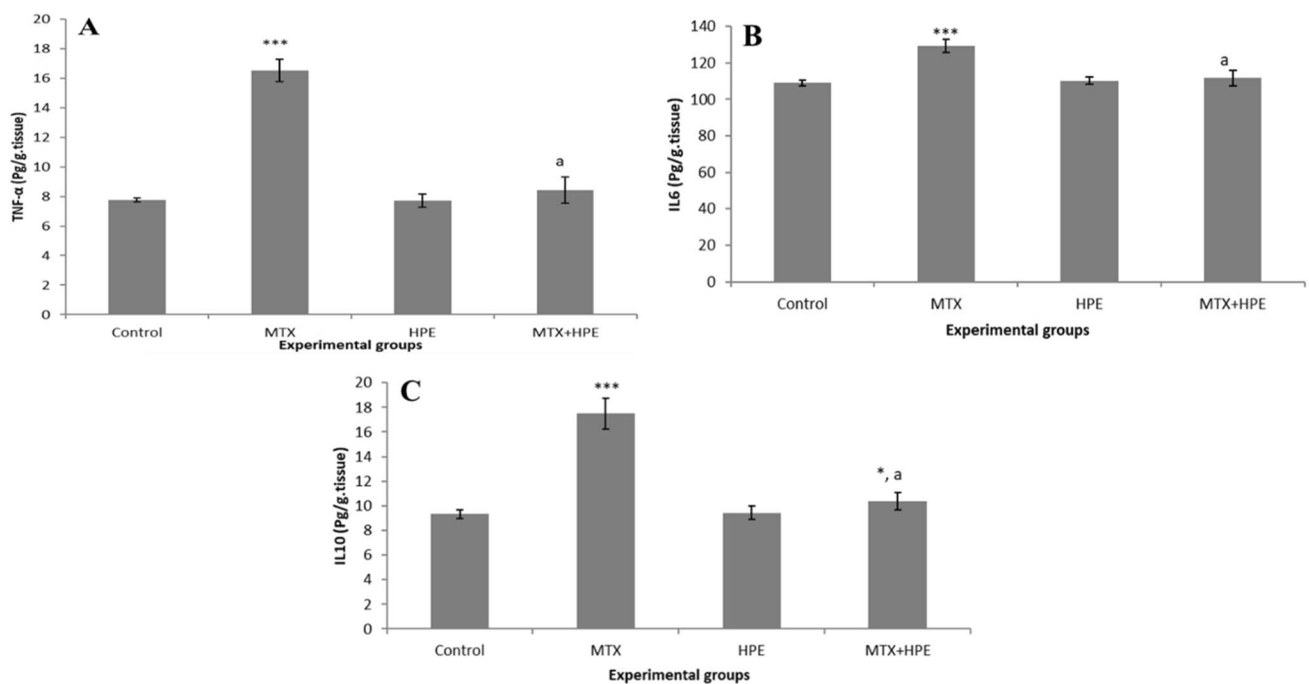 A
TNF-α (Pg/g.tissue)
20
18
16
14
12
10
8
6
4
2
0
***
a
Control MTX HPE MTX+HPE
Experimental groups
B
IL6 (Pg/g.tissue)
140
120
100
80
60
40
20
0
***
a
Control MTX HPE MTX+HPE
Experimental groups
C
IL10 (Pg/g.tissue)
20
18
16
14
12
10
8
6
4
2
0
***
*, a
Control MTX HPE MTX+HPE
Experimental groups